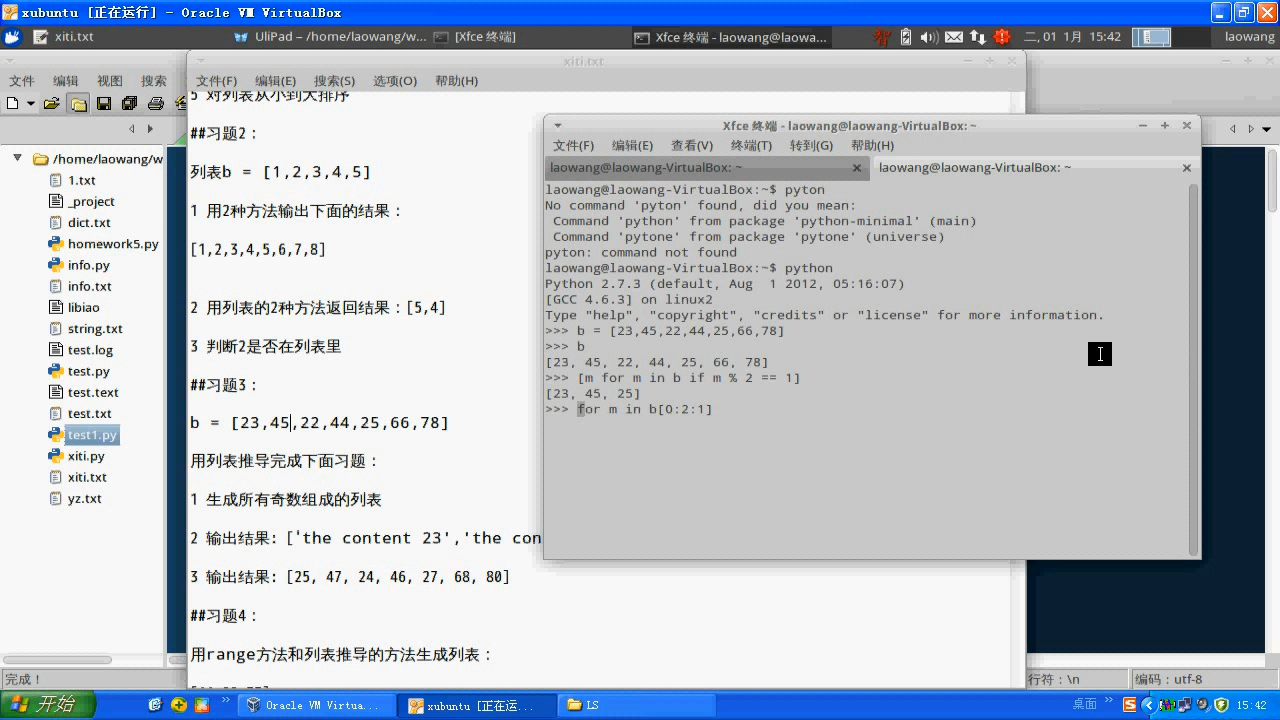 xubuntu [正在运行] - Oracle VM VirtualBox
xiti.txt
UliPad – /home/laowang/w...
[Xfce 终端]
Xfce 终端 - laowang@laowa...
二, 01 1月 15:42
laowang
文件 编辑 视图 搜索
/home/laowang/w
1.txt
_project
dict.txt
homework5.py
info.py
info.txt
libiao
string.txt
test.log
test.py
test.text
test.txt
test1.py
xiti.py
xiti.txt
yz.txt
完成！
xiti.txt
文件(F) 编辑(E) 搜索(S) 选项(O) 帮助(H)
5 对列表从小到大排序
##习题2：
列表b = [1,2,3,4,5]
1 用2种方法输出下面的结果：
[1,2,3,4,5,6,7,8]
2 用列表的2种方法返回结果：[5,4]
3 判断2是否在列表里
##习题3：
b = [23,45,22,44,25,66,78]
用列表推导完成下面习题：
1 生成所有奇数组成的列表
2 输出结果: ['the content 23','the con
3 输出结果: [25, 47, 24, 46, 27, 68, 80]
##习题4：
用range方法和列表推导的方法生成列表：
Xfce 终端 - laowang@laowang-VirtualBox: ~
文件(F) 编辑(E) 查看(V) 终端(T) 转到(G) 帮助(H)
laowang@laowang-VirtualBox: ~
laowang@laowang-VirtualBox: ~
laowang@laowang-VirtualBox:~$ pyton
No command 'pyton' found, did you mean:
Command 'python' from package 'python-minimal' (main)
Command 'pytone' from package 'pytone' (universe)
pyton: command not found
laowang@laowang-VirtualBox:~$ python
Python 2.7.3 (default, Aug  1 2012, 05:16:07)
[GCC 4.6.3] on linux2
Type "help", "copyright", "credits" or "license" for more information.
>>> b = [23,45,22,44,25,66,78]
>>> b
[23, 45, 22, 44, 25, 66, 78]
>>> [m for m in b if m % 2 == 1]
[23, 45, 25]
>>> for m in b[0:2:1]
行符：\n
编码：utf-8
开始
Oracle VM Virtua...
xubuntu [正在运...
LS
桌面
15:42